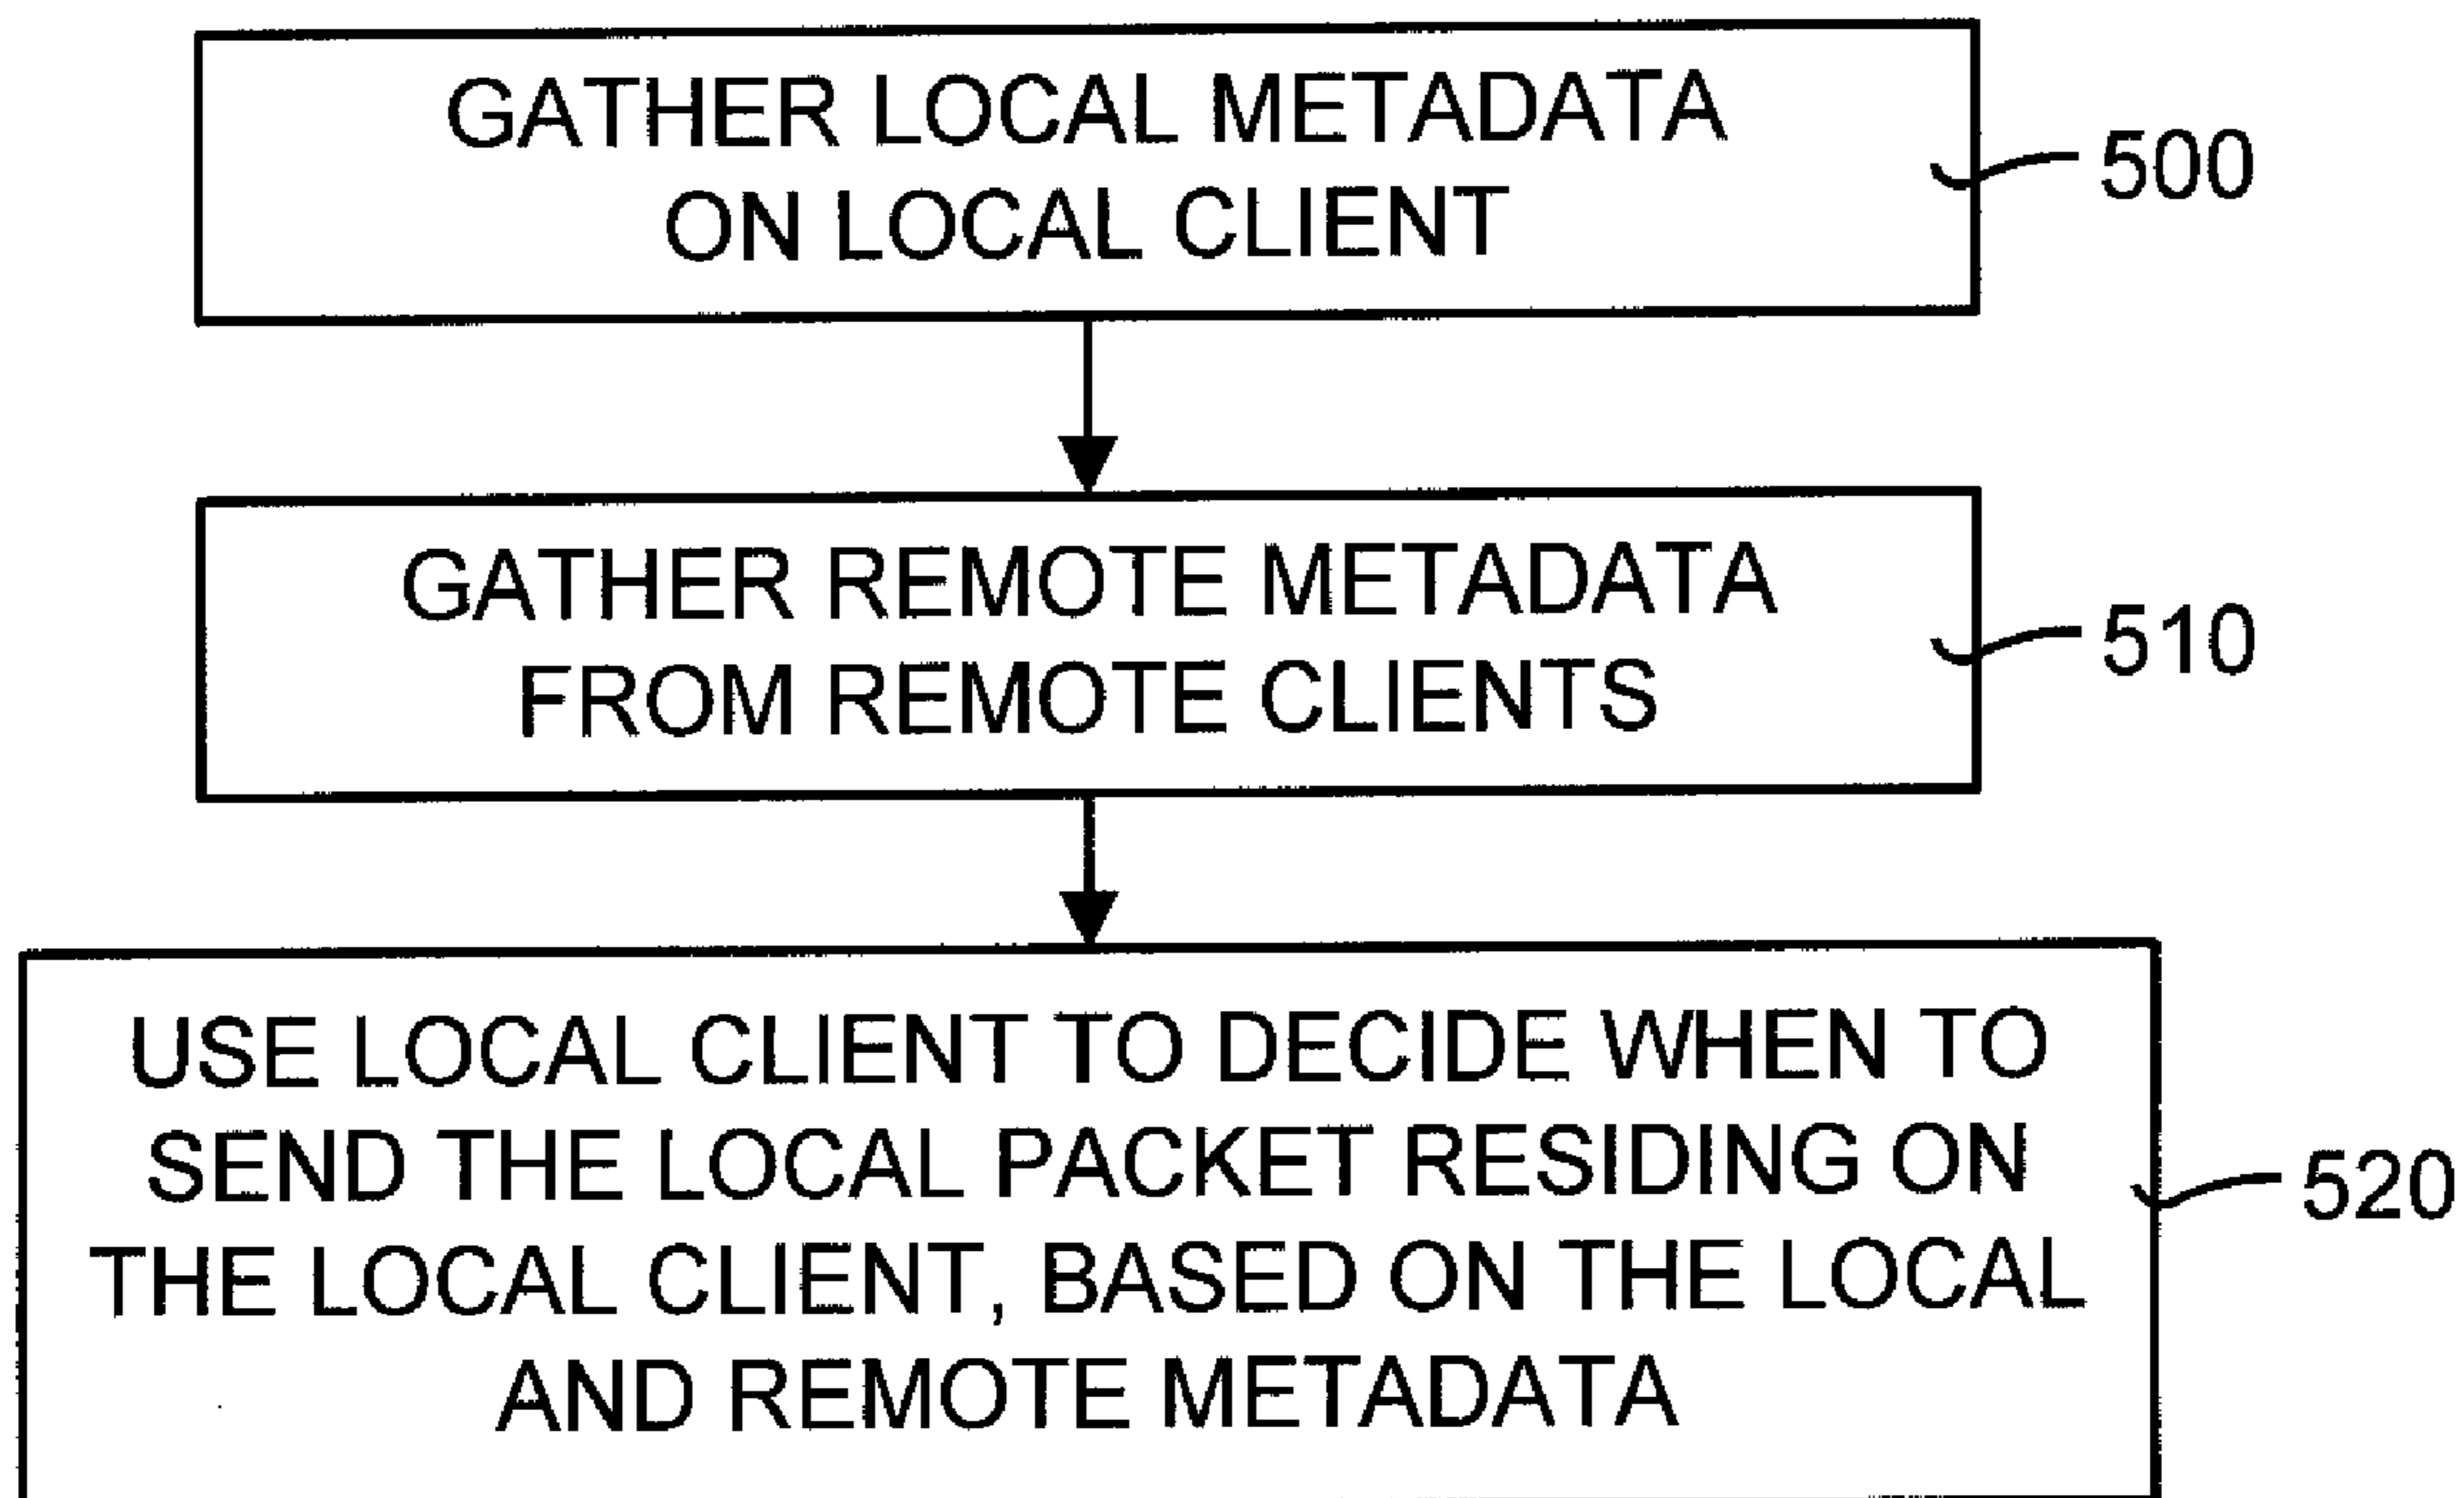 GATHER LOCAL METADATA
ON LOCAL CLIENT
500
GATHER REMOTE METADATA
FROM REMOTE CLIENTS
510
USE LOCAL CLIENT TO DECIDE WHEN TO
SEND THE LOCAL PACKET RESIDING ON
THE LOCAL CLIENT, BASED ON THE LOCAL
AND REMOTE METADATA
520